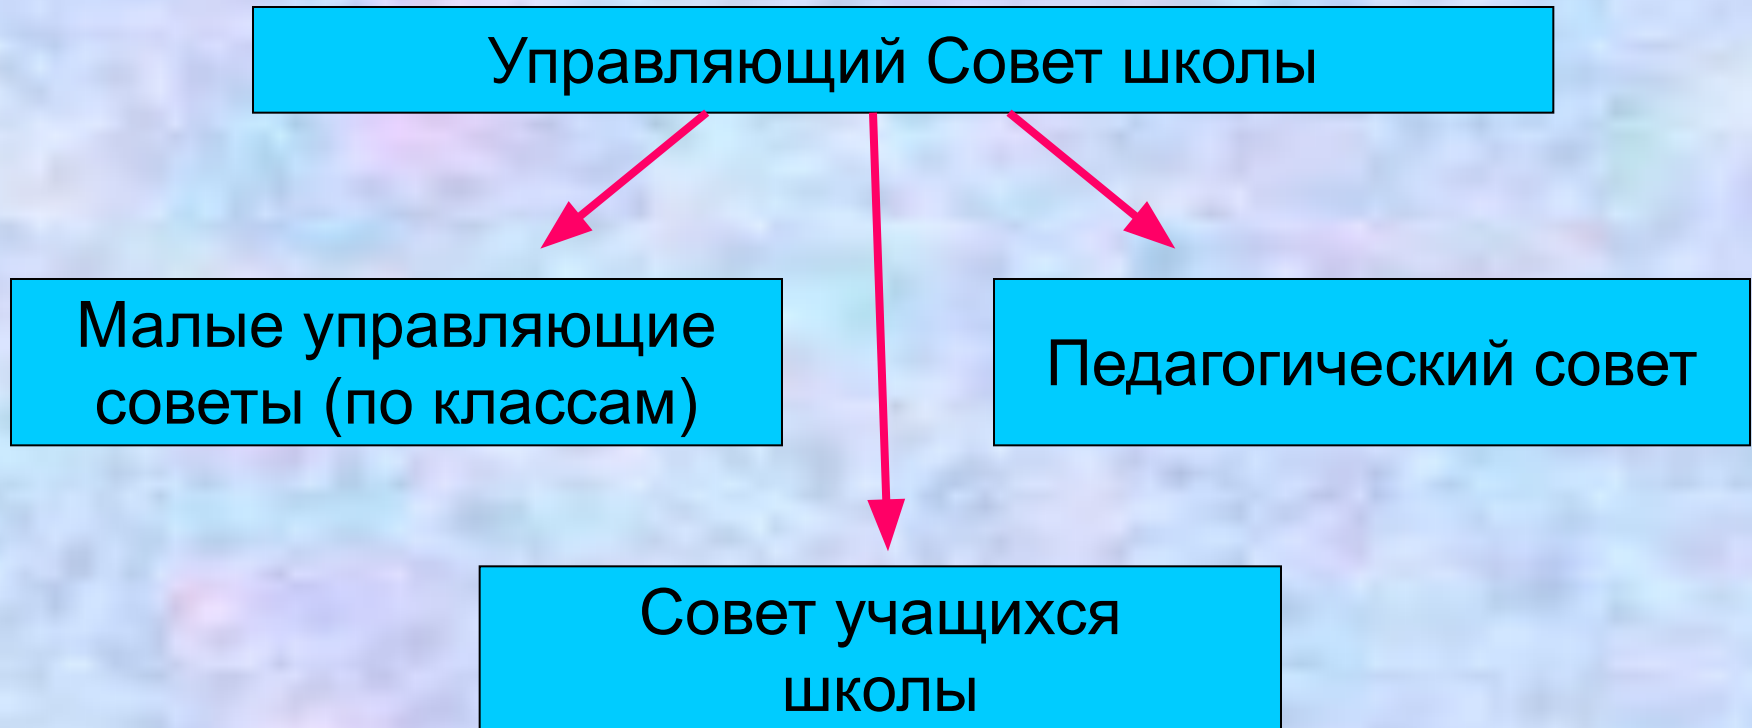 Управляющий Совет школы
Малые управляющие
советы (по классам)
Педагогический совет
Совет учащихся
школы